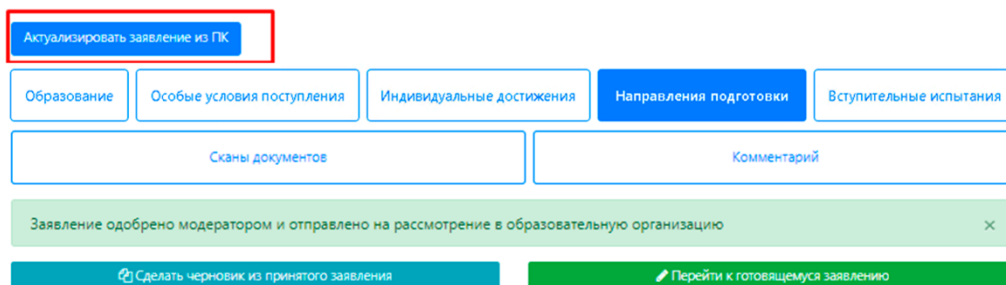 Актуализировать заявление из ПК
Образование Особые условия поступления Индивидуальные достижения Направления подготовки Вступительные испытания
Сканы документов Комментарий
Заявление одобрено модератором и отправлено на рассмотрение в образовательную организацию ×
Сделать черновик из принятого заявления Перейти к готовящемуся заявлению